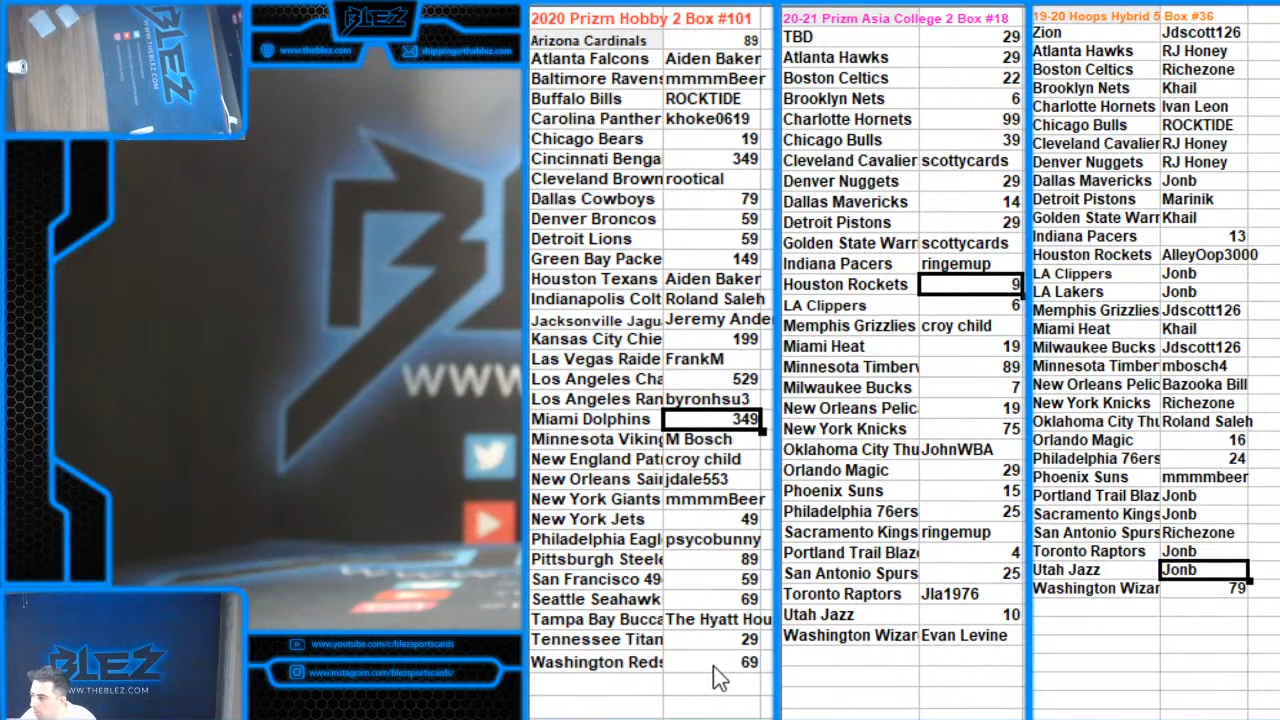 BLEZ
www.theblez.com
shipping@theblez.com
BLEZ
WWW.THEBLEZ.COM
WWW
www.youtube.com/c/blezsportscards
www.instagram.com/blezsportscards
BLEZ
WWW.THEBLEZ.COM
2020 Prizm Hobby 2 Box #101
Arizona Cardinals 89
Atlanta Falcons Aiden Baker
Baltimore Ravens mmmmBeer
Buffalo Bills ROCKTIDE
Carolina Panther khoke0619
Chicago Bears 19
Cincinnati Benga 349
Cleveland Brown rootical
Dallas Cowboys 79
Denver Broncos 59
Detroit Lions 59
Green Bay Packe 149
Houston Texans Aiden Baker
Indianapolis Colt Roland Saleh
Jacksonville Jagu Jeremy Ander
Kansas City Chie 199
Las Vegas Raide FrankM
Los Angeles Cha 529
Los Angeles Ran byronhsu3
Miami Dolphins 349
Minnesota Viking M Bosch
New England Pat croy child
New Orleans Sai jdale553
New York Giants mmmmBeer
New York Jets 49
Philadelphia Eagl psycobunny
Pittsburgh Steele 89
San Francisco 49 59
Seattle Seahawk 69
Tampa Bay Bucca The Hyatt Hou
Tennessee Titan 29
Washington Reds 69
20-21 Prizm Asia College 2 Box #18
TBD 29
Atlanta Hawks 29
Boston Celtics 22
Brooklyn Nets 6
Charlotte Hornets 99
Chicago Bulls 39
Cleveland Cavalier scottycards
Denver Nuggets 29
Dallas Mavericks 14
Detroit Pistons 29
Golden State Warr scottycards
Indiana Pacers ringemup
Houston Rockets 9
LA Clippers 6
Memphis Grizzlies croy child
Miami Heat 19
Minnesota Timberv 89
Milwaukee Bucks 7
New Orleans Pelic 19
New York Knicks 75
Oklahoma City Thu JohnWBA
Orlando Magic 29
Phoenix Suns 15
Philadelphia 76ers 25
Sacramento Kings ringemup
Portland Trail Blaz 4
San Antonio Spurs 25
Toronto Raptors Jla1976
Utah Jazz 10
Washington Wizar Evan Levine
19-20 Hoops Hybrid 5 Box #36
Zion Jdscott126
Atlanta Hawks RJ Honey
Boston Celtics Richezone
Brooklyn Nets Khail
Charlotte Hornets Ivan Leon
Chicago Bulls ROCKTIDE
Cleveland Cavalier RJ Honey
Denver Nuggets RJ Honey
Dallas Mavericks Jonb
Detroit Pistons Marinik
Golden State Warr Khail
Indiana Pacers 13
Houston Rockets AlleyOop3000
LA Clippers Jonb
LA Lakers Jonb
Memphis Grizzlies Jdscott126
Miami Heat Khail
Milwaukee Bucks Jdscott126
Minnesota Timber mbosch4
New Orleans Pelic Bazooka Bill
New York Knicks Richezone
Oklahoma City Thu Roland Saleh
Orlando Magic 16
Philadelphia 76ers 24
Phoenix Suns mmmmbeer
Portland Trail Blaz Jonb
Sacramento Kings Jonb
San Antonio Spurs Richezone
Toronto Raptors Jonb
Utah Jazz Jonb
Washington Wizar 79